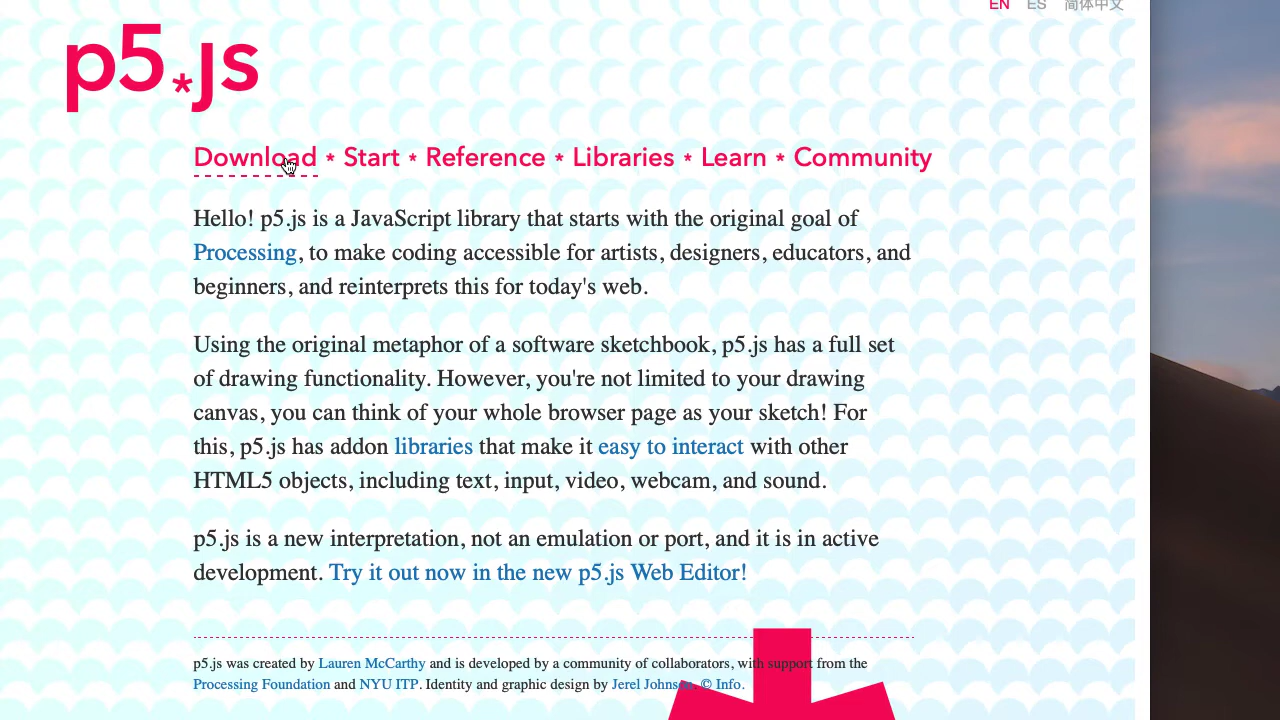 EN ES 简体中文
p5.js
Download * Start * Reference * Libraries * Learn * Community
Hello! p5.js is a JavaScript library that starts with the original goal of
Processing, to make coding accessible for artists, designers, educators, and
beginners, and reinterprets this for today's web.
Using the original metaphor of a software sketchbook, p5.js has a full set
of drawing functionality. However, you're not limited to your drawing
canvas, you can think of your whole browser page as your sketch! For
this, p5.js has addon libraries that make it easy to interact with other
HTML5 objects, including text, input, video, webcam, and sound.
p5.js is a new interpretation, not an emulation or port, and it is in active
development. Try it out now in the new p5.js Web Editor!
p5.js was created by Lauren McCarthy and is developed by a community of collaborators, with support from the
Processing Foundation and NYU ITP. Identity and graphic design by Jerel Johnson. © Info.